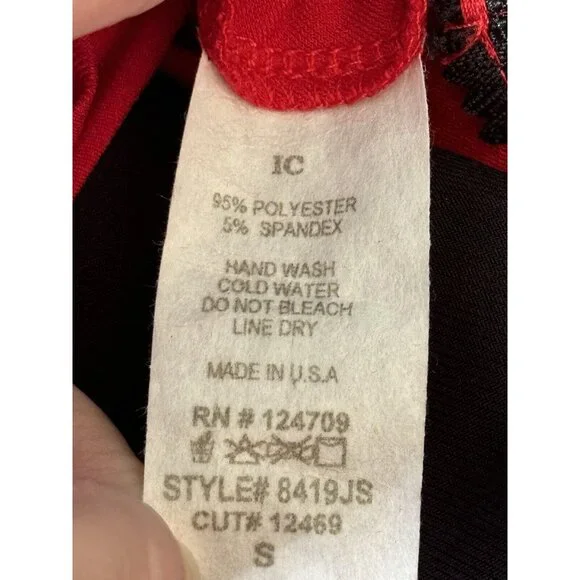 IC
95% POLYESTER
5% SPANDEX
HAND WASH
COLD WATER
DO NOT BLEACH
LINE DRY
MADE IN U.S.A
RN # 124709
STYLE# 8419JS
CUT# 12469
S